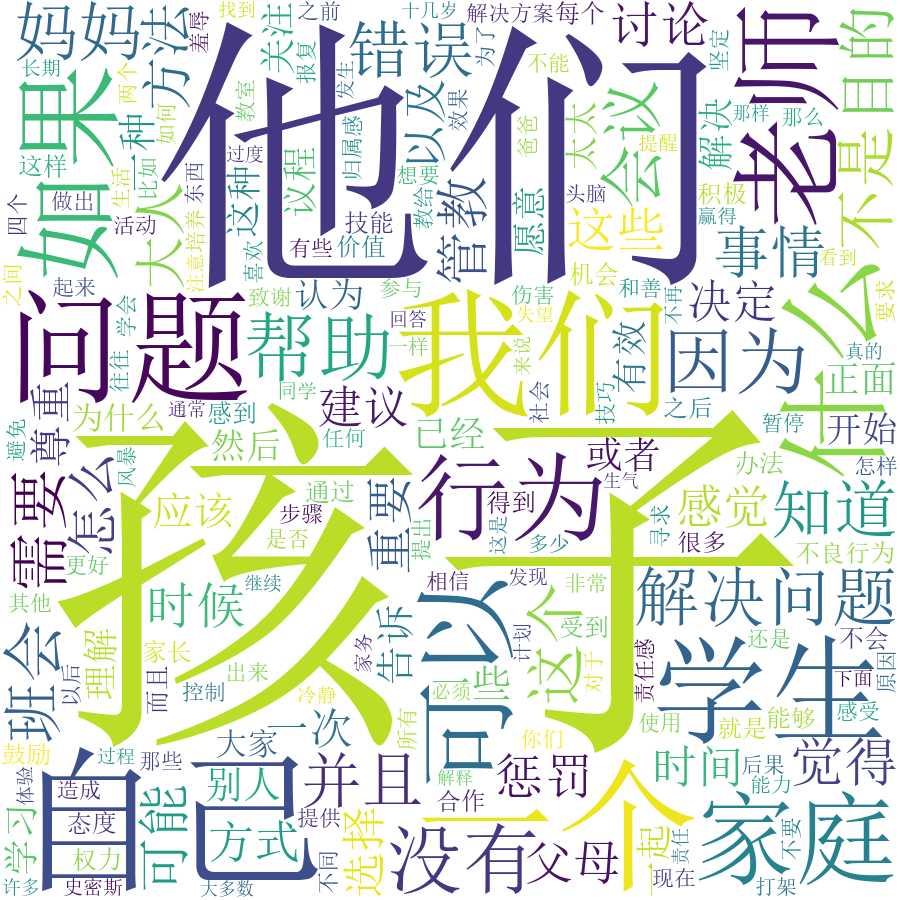 妈妈
方法
羞辱
找到
之前
十几岁
解决方案
每个
讨论
老师
目的
关注
报复
错误
他们
为了
坚定
长期
两个
如何
一种
教室
发生
效果
以及
不能
会议
解决
那样
那么
不是
如果
这样
生活
比如
议程
归属感
想要
爸爸
太太
提醒
四个
做出
大人
东西
这种
过度
教给
头脑
积极
赢得
活动
注意
培养
喜欢
有些
技能
价值
管教
愿意
这些
事情
看到
之间
起来
致谢
认为
参与
机会
伤害
失望
和善
不再
决定
什么
要求
问题
学会
往往
帮助
回答
一样
我们
来说
有效
因为
真的
正面
尊重
为什么
通常
感到
同学
建议
任何
已经
社会
技巧
之后
暂停
开始
避免
风暴
然后
孩子
行为
或者
生气
办法
怎样
需要
怎么
应该
通过
步骤
是否
重要
提出
得到
这是
多少
寻求
感觉
很多
知道
不良行为
更好
其他
时候
继续
相信
发现
非常
解决问题
班会
理解
以后
家长
而且
出来
控制
冷静
家务
所有
告诉
可以
必须
一些
计划
这个
受到
对于
还是
责任感
学生
不会
下面
原因
鼓励
过程
那些
大家
一次
你们
使用
就是
能够
感受
体验
造成
态度
自己
别人
并且
解释
合作
惩罚
一个
时间
后果
能力
觉得
学习
权力
可能
方式
提供
不同
选择
没有
父母
一起
现在
责任
家庭
不要
打架
许多
史密斯
大多数